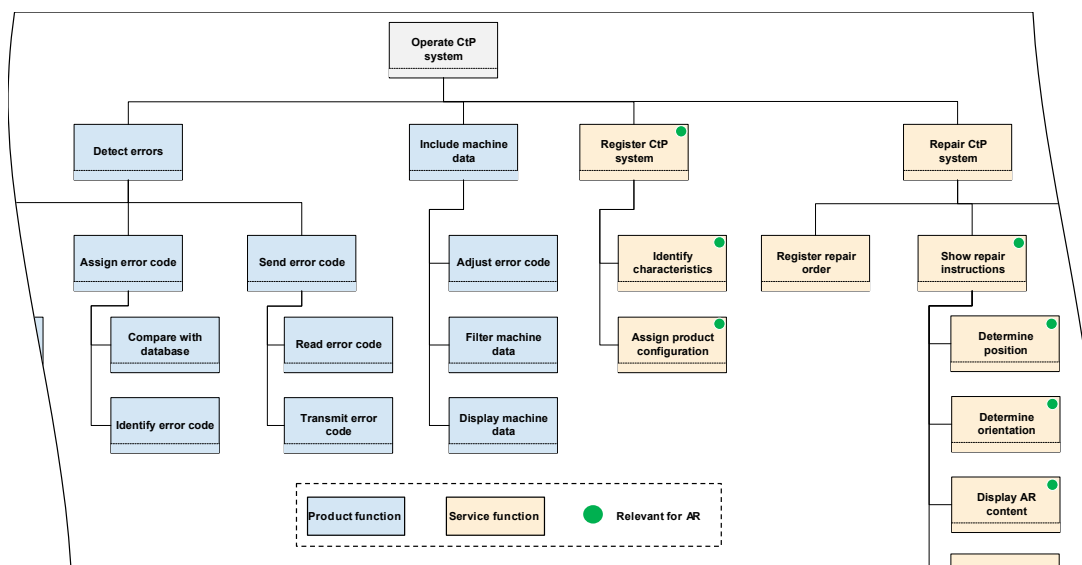 Operate CtP
system
Detect errors
Include machine
data
Register CtP
system
Repair CtP
system
Assign error code
Send error code
Adjust error code
Identify
characteristics
Register repair
order
Show repair
instructions
Compare with
database
Read error code
Filter machine
data
Assign product
configuration
Determine
position
Identify error code
Transmit error
code
Display machine
data
Determine
orientation
Display AR
content
Product function
Service function
Relevant for AR